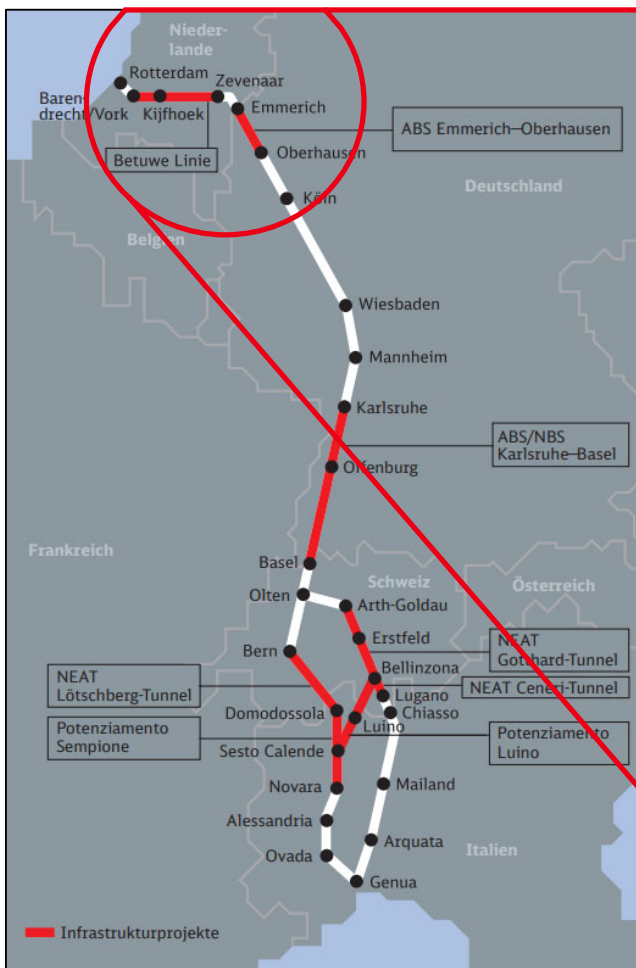 Nieder-
lande
Rotterdam
Zevenaar
Baren-
drecht/Vork
Kijfhoek
Emmerich
ABS Emmerich–Oberhausen
Betuwe Linie
Oberhausen
Deutschland
Köln
Belgien
Wiesbaden
Mannheim
Karlsruhe
ABS/NBS
Karlsruhe–Basel
Offenburg
Frankreich
Basel
Schweiz
Österreich
Olten
Arth-Goldau
Erstfeld
NEAT
Gotthard-Tunnel
Bern
Bellinzona
NEAT
Lötschberg-Tunnel
Lugano
NEAT Ceneri-Tunnel
Domodossola
Chiasso
Luino
Potenziamento
Sempione
Potenziamento
Luino
Sesto Calende
Novara
Mailand
Alessandria
Arquata
Italien
Ovada
Genua
Infrastrukturprojekte